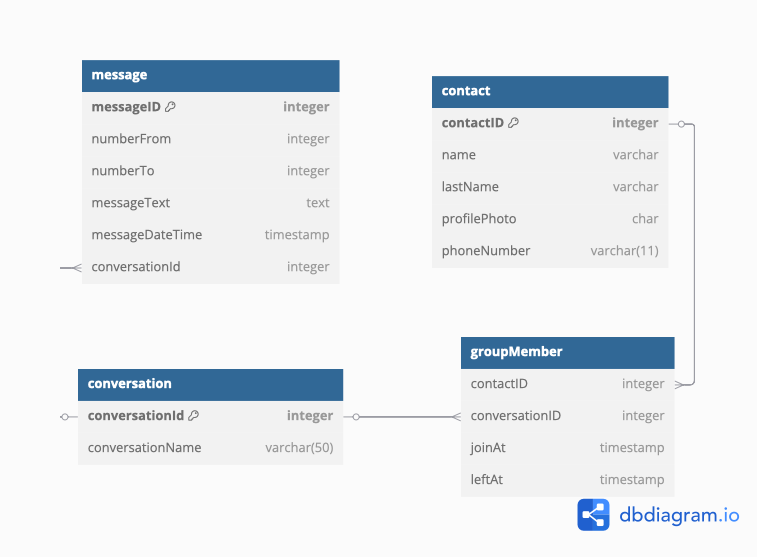 message
messageID integer
numberFrom integer
numberTo integer
messageText text
messageDateTime timestamp
conversationId integer
contact
contactID integer
name varchar
lastName varchar
profilePhoto char
phoneNumber varchar(11)
conversation
conversationId integer
conversationName varchar(50)
groupMember
contactID integer
conversationID integer
joinAt timestamp
leftAt timestamp
dbdiagram.io